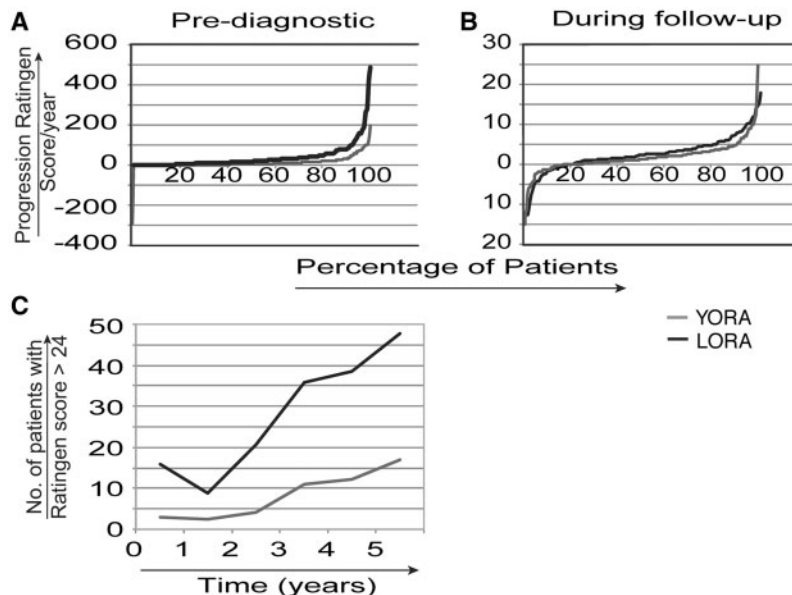 A
Pre-diagnostic
Progression Ratingen
Score/year
600
400
200
0
-200
-400
20 40 60 80 100
B
During follow-up
30
20
10
0
10
20
20 40 60 80 100
Percentage of Patients
C
No. of patients with
Ratingen score > 24
50
40
30
20
10
0
0 1 2 3 4 5
Time (years)
YORA
LORA